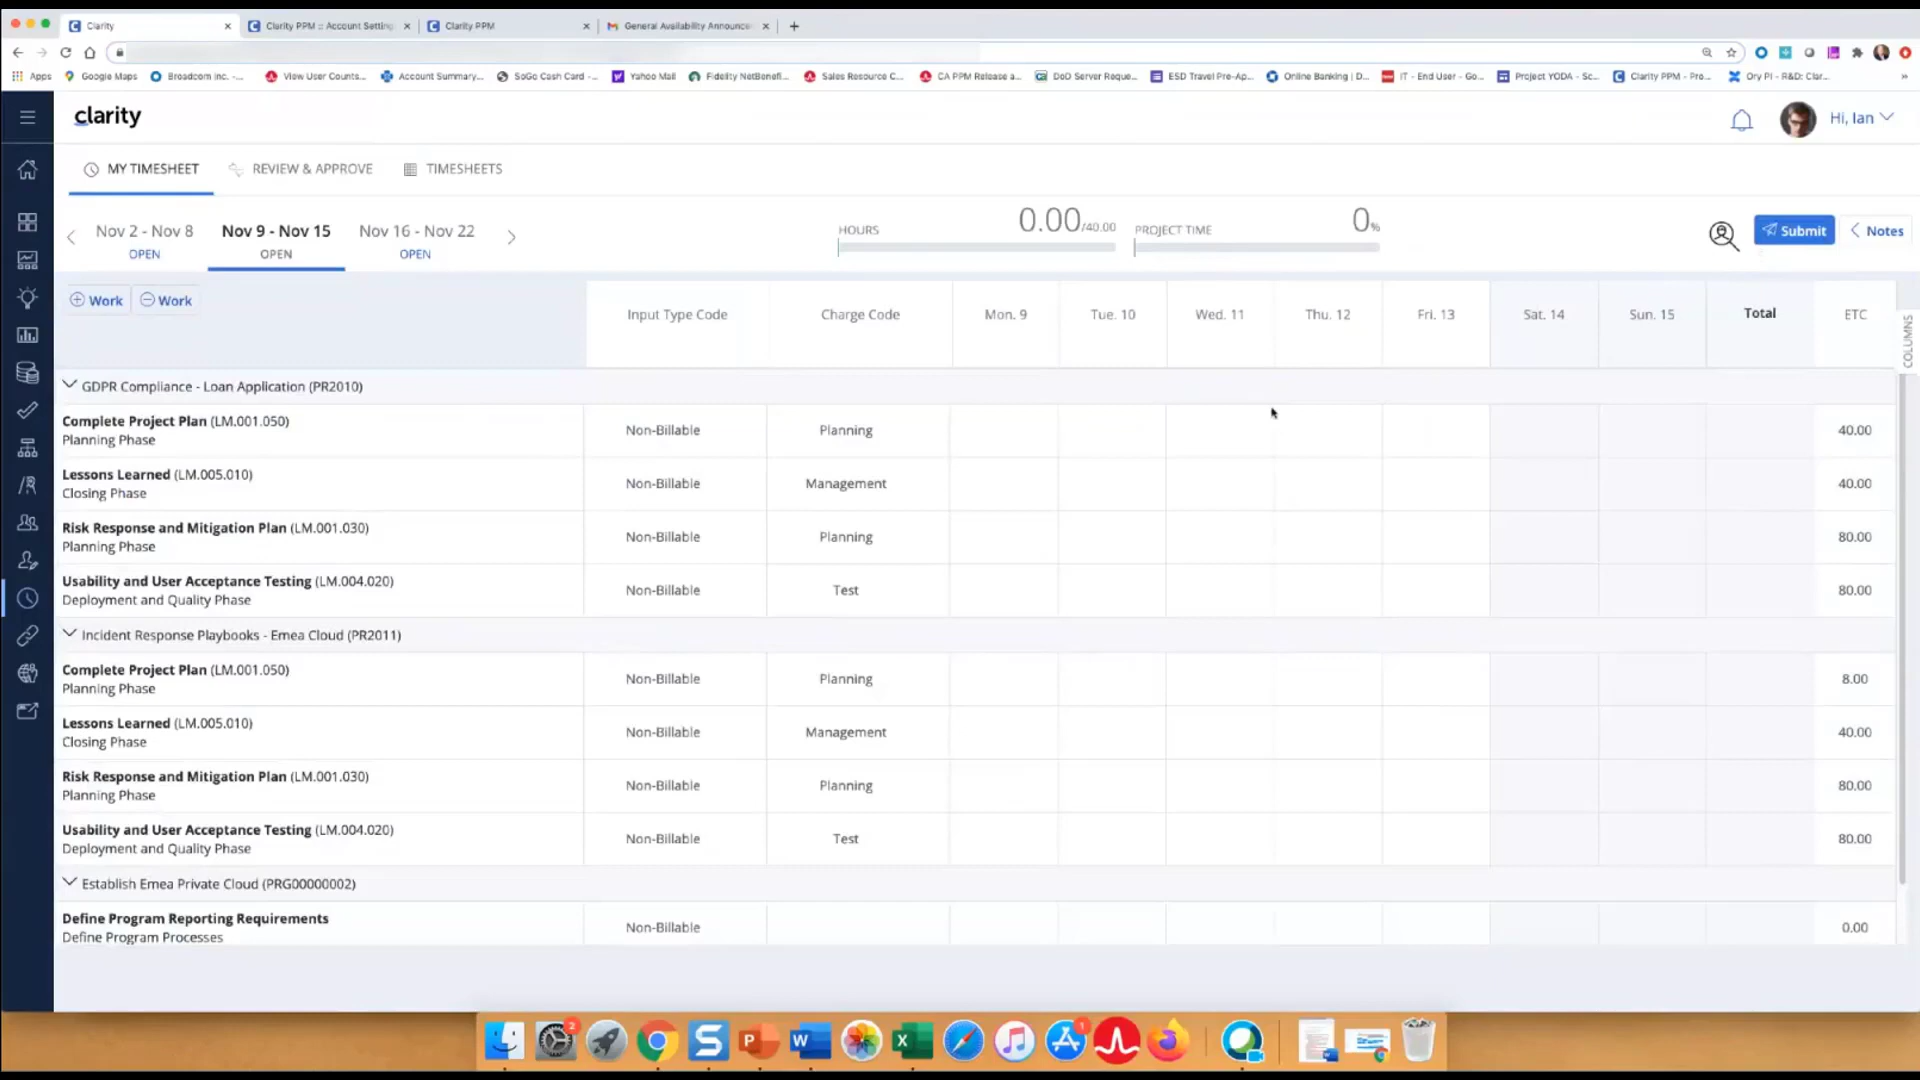 Clarity
Clarity PPM :: Account Setting
Clarity PPM
General Availability Announce
Apps
Google Maps
Broadcom Inc. -...
View User Counts...
Account Summary...
SoGo Cash Card -...
Yahoo Mail
Fidelity NetBenefi...
Sales Resource C...
CA PPM Release a...
DoD Server Reque...
ESD Travel Pre-Ap...
Online Banking | D...
IT - End User - Go...
Project YODA - Sc...
Clarity PPM - Pro...
Ory PI - R&D: Clar...
clarity
Hi, Ian
MY TIMESHEET
REVIEW & APPROVE
TIMESHEETS
Nov 2 - Nov 8
OPEN
Nov 9 - Nov 15
OPEN
Nov 16 - Nov 22
OPEN
HOURS
0.00/40.00
PROJECT TIME
0%
Submit
Notes
Work
Work
Input Type Code
Charge Code
Mon. 9
Tue. 10
Wed. 11
Thu. 12
Fri. 13
Sat. 14
Sun. 15
Total
ETC
COLUMNS
GDPR Compliance - Loan Application (PR2010)
Complete Project Plan (LM.001.050)
Planning Phase
Non-Billable
Planning
40.00
Lessons Learned (LM.005.010)
Closing Phase
Non-Billable
Management
40.00
Risk Response and Mitigation Plan (LM.001.030)
Planning Phase
Non-Billable
Planning
80.00
Usability and User Acceptance Testing (LM.004.020)
Deployment and Quality Phase
Non-Billable
Test
80.00
Incident Response Playbooks - Emea Cloud (PR2011)
Complete Project Plan (LM.001.050)
Planning Phase
Non-Billable
Planning
8.00
Lessons Learned (LM.005.010)
Closing Phase
Non-Billable
Management
40.00
Risk Response and Mitigation Plan (LM.001.030)
Planning Phase
Non-Billable
Planning
80.00
Usability and User Acceptance Testing (LM.004.020)
Deployment and Quality Phase
Non-Billable
Test
80.00
Establish Emea Private Cloud (PRG00000002)
Define Program Reporting Requirements
Define Program Processes
Non-Billable
0.00
2
S
P
W
X
1